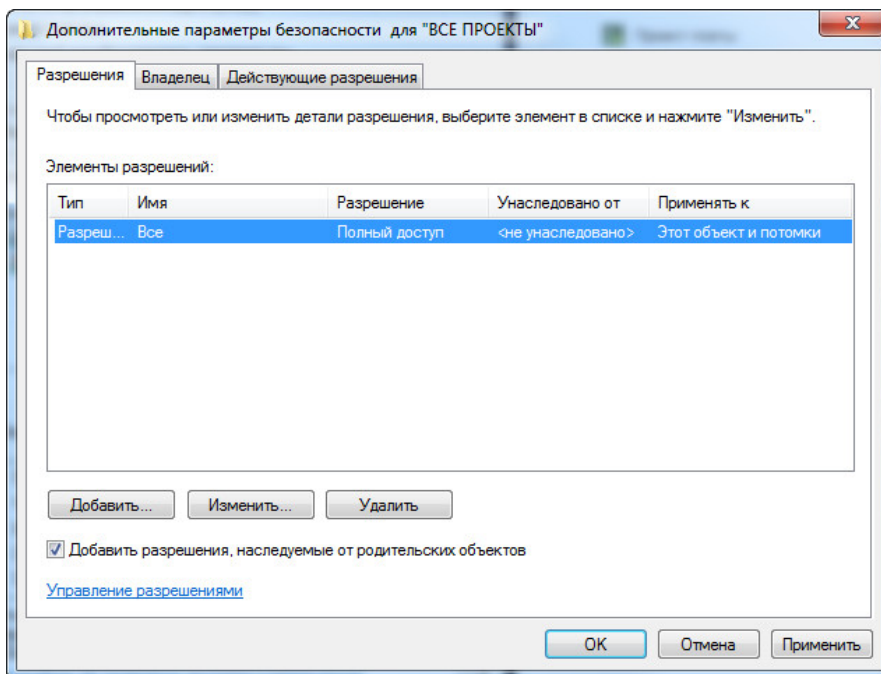 Дополнительные параметры безопасности для "ВСЕ ПРОЕКТЫ"
Разрешения Владелец Действующие разрешения
Чтобы просмотреть или изменить детали разрешения, выберите элемент в списке и нажмите "Изменить".
Элементы разрешений:
Тип Имя Разрешение Унаследовано от Применять к
Разреш... Все Полный доступ <не унаследовано> Этот объект и потомки
Добавить... Изменить... Удалить
Добавить разрешения, наследуемые от родительских объектов
Управление разрешениями
OK Отмена Применить